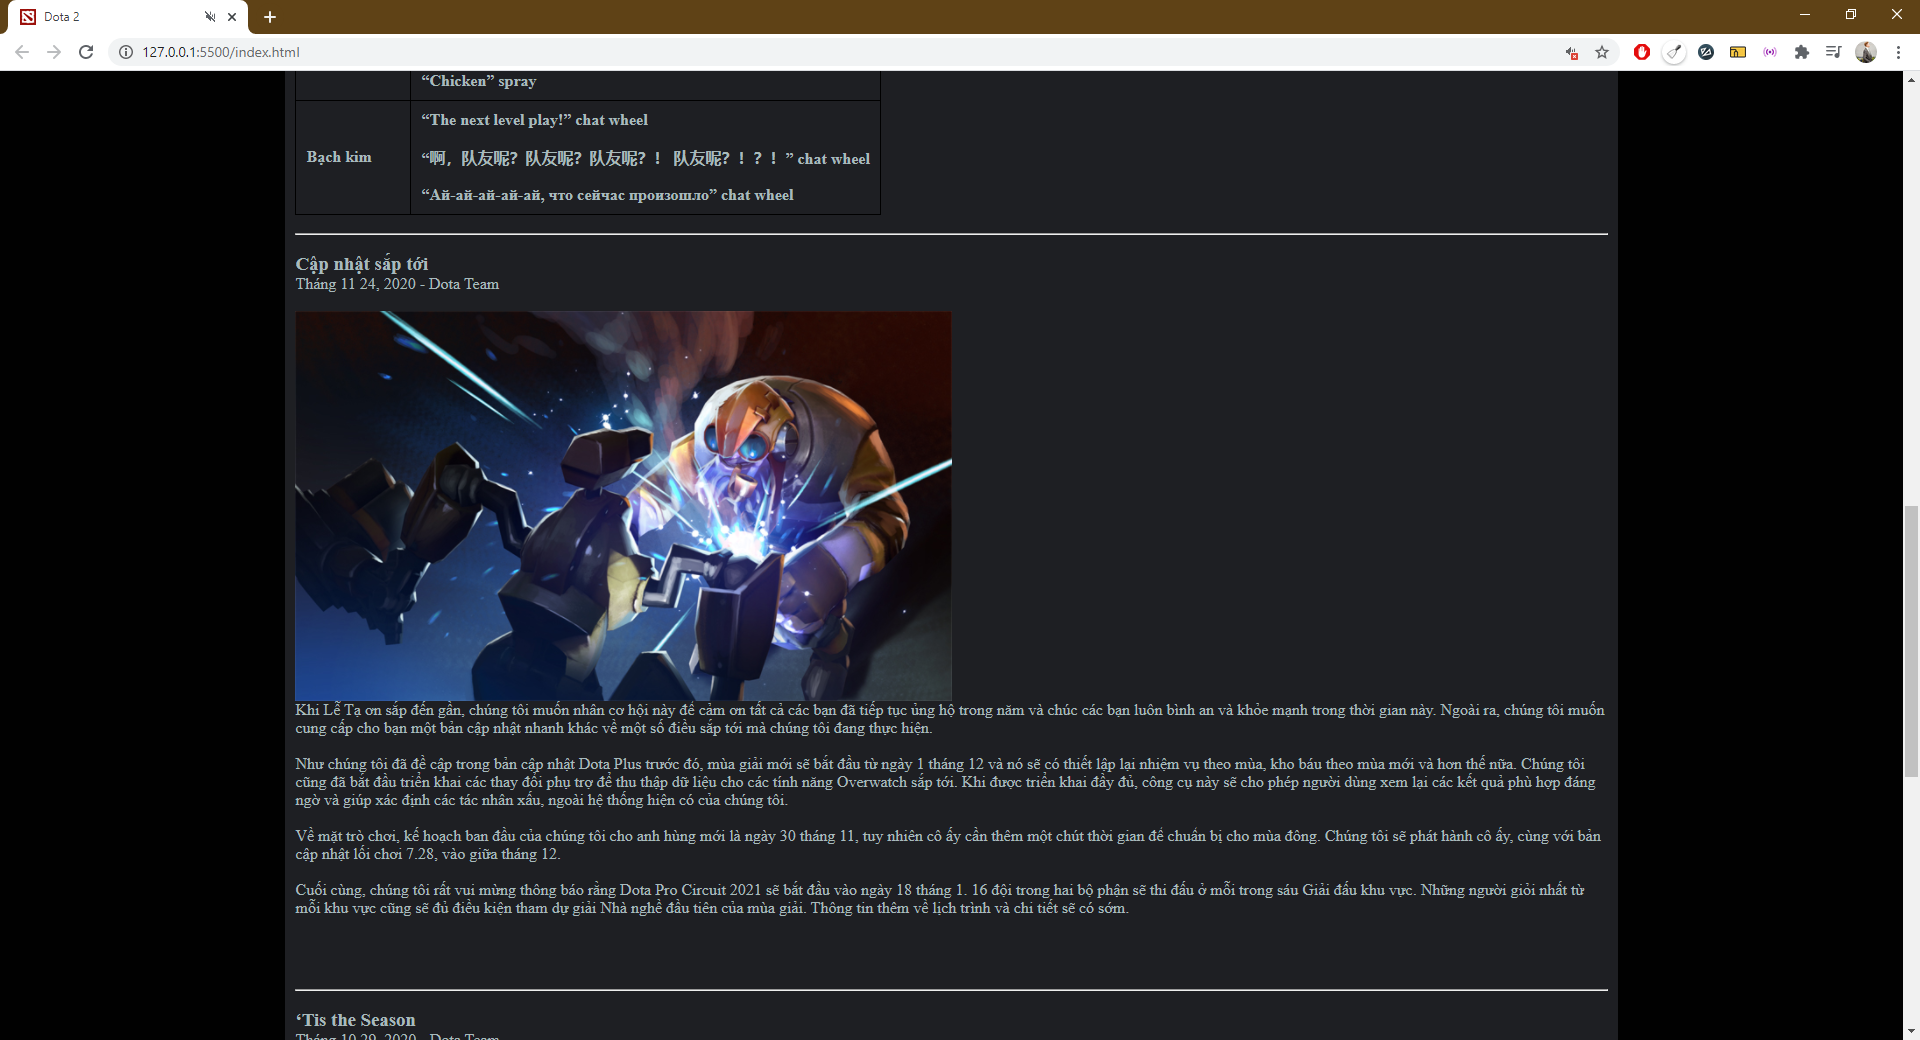 Dota 2
127.0.0.1:5500/index.html
“Chicken” spray
“The next level play!” chat wheel
Bạch kim
“啊，队友呢？队友呢？队友呢？！ 队友呢？！？！” chat wheel
“Ай-ай-ай-ай-ай, что сейчас произошло” chat wheel
Cập nhật sắp tới
Tháng 11 24, 2020 - Dota Team
Khi Lễ Tạ ơn sắp đến gần, chúng tôi muốn nhân cơ hội này để cảm ơn tất cả các bạn đã tiếp tục ủng hộ trong năm và chúc các bạn luôn bình an và khỏe mạnh trong thời gian này. Ngoài ra, chúng tôi muốn
cung cấp cho bạn một bản cập nhật nhanh khác về một số điều sắp tới mà chúng tôi đang thực hiện.
Như chúng tôi đã đề cập trong bản cập nhật Dota Plus trước đó, mùa giải mới sẽ bắt đầu từ ngày 1 tháng 12 và nó sẽ có thiết lập lại nhiệm vụ theo mùa, kho báu theo mùa mới và hơn thế nữa. Chúng tôi
cũng đã bắt đầu triển khai các thay đổi phụ trợ để thu thập dữ liệu cho các tính năng Overwatch sắp tới. Khi được triển khai đầy đủ, công cụ này sẽ cho phép người dùng xem lại các kết quả phù hợp đáng
ngờ và giúp xác định các tác nhân xấu, ngoài hệ thống hiện có của chúng tôi.
Về mặt trò chơi, kế hoạch ban đầu của chúng tôi cho anh hùng mới là ngày 30 tháng 11, tuy nhiên cô ấy cần thêm một chút thời gian để chuẩn bị cho mùa đông. Chúng tôi sẽ phát hành cô ấy, cùng với bản
cập nhật lối chơi 7.28, vào giữa tháng 12.
Cuối cùng, chúng tôi rất vui mừng thông báo rằng Dota Pro Circuit 2021 sẽ bắt đầu vào ngày 18 tháng 1. 16 đội trong hai bộ phận sẽ thi đấu ở mỗi trong sáu Giải đấu khu vực. Những người giỏi nhất từ
mỗi khu vực cũng sẽ đủ điều kiện tham dự giải Nhà nghề đầu tiên của mùa giải. Thông tin thêm về lịch trình và chi tiết sẽ có sớm.
‘Tis the Season
Tháng 10 29, 2020 - Dota Team